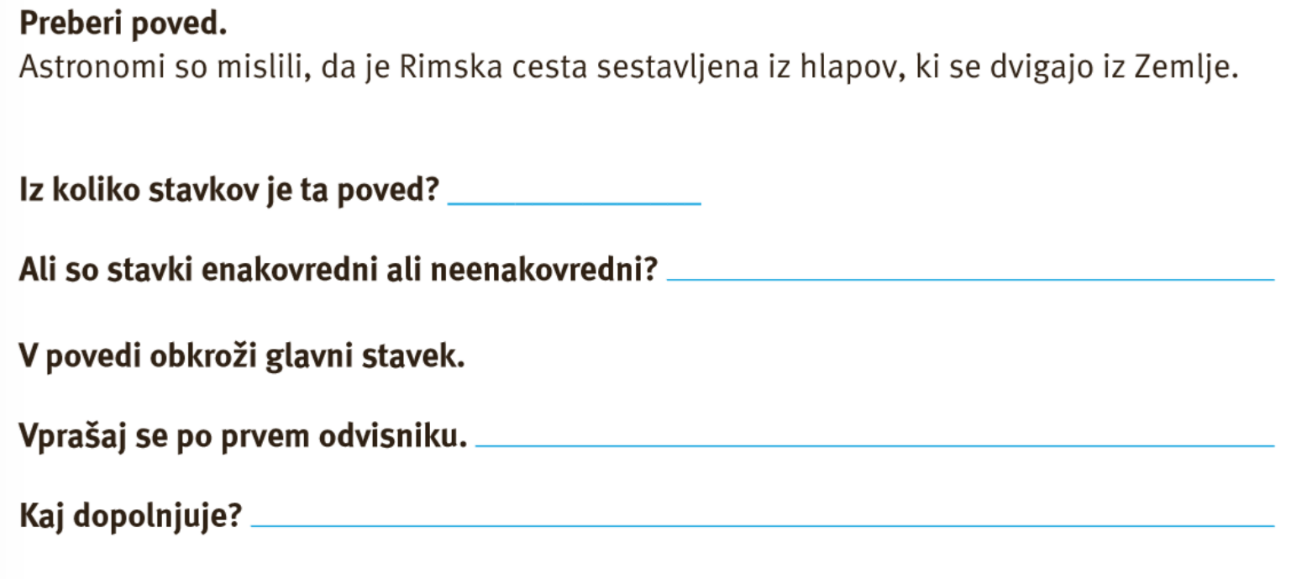 Preberi poved.
Astronomi so mislili, da je Rimska cesta sestavljena iz hlapov, ki se dvigajo iz Zemlje.
Iz koliko stavkov je ta poved?
Ali so stavki enakovredni ali neenakovredni?
V povedi obkroži glavni stavek.
Vprašaj se po prvem odvisniku.
Kaj dopolnjuje?